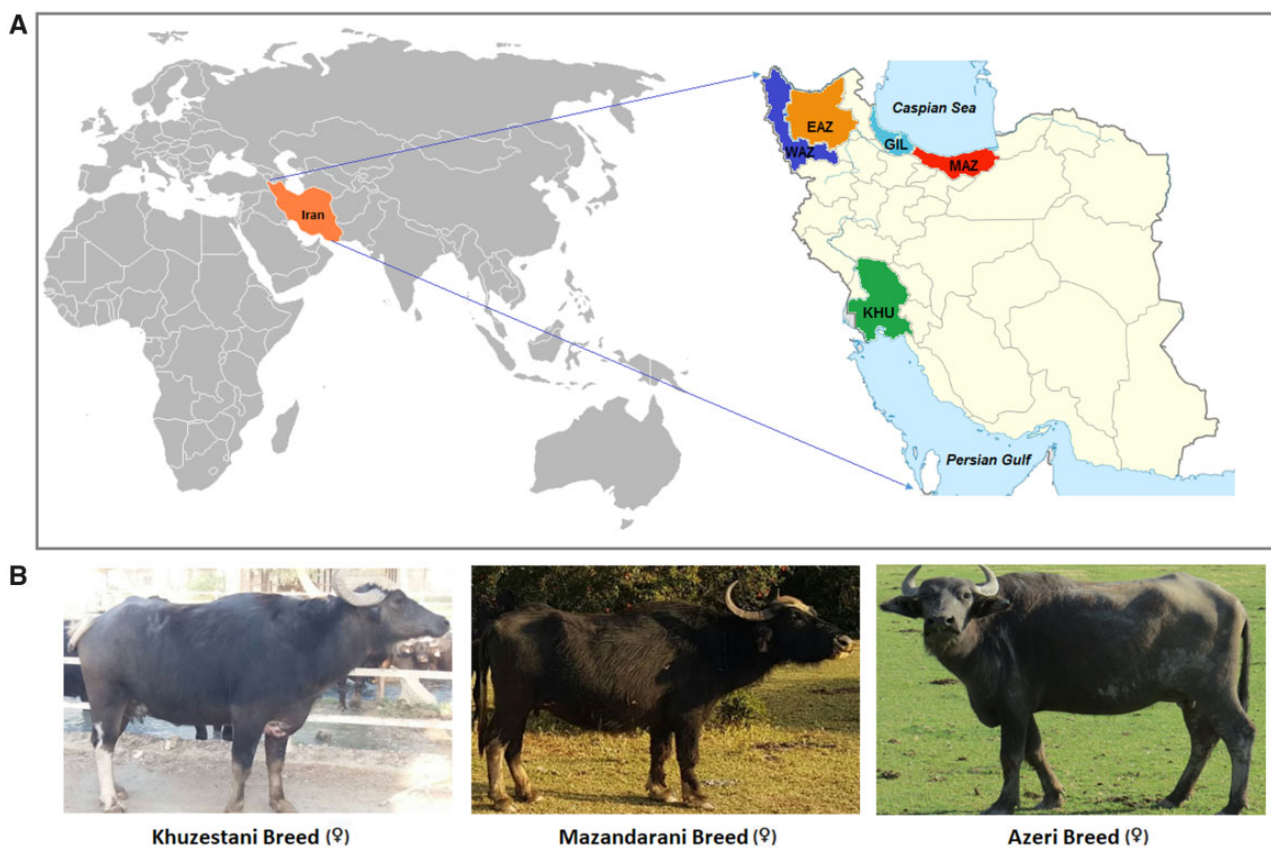 A
Iran
Caspian Sea
EAZ
WAZ
GIL
MAZ
KHU
Persian Gulf
B
Khuzestani Breed (♀)
Mazandarani Breed (♀)
Azeri Breed (♀)